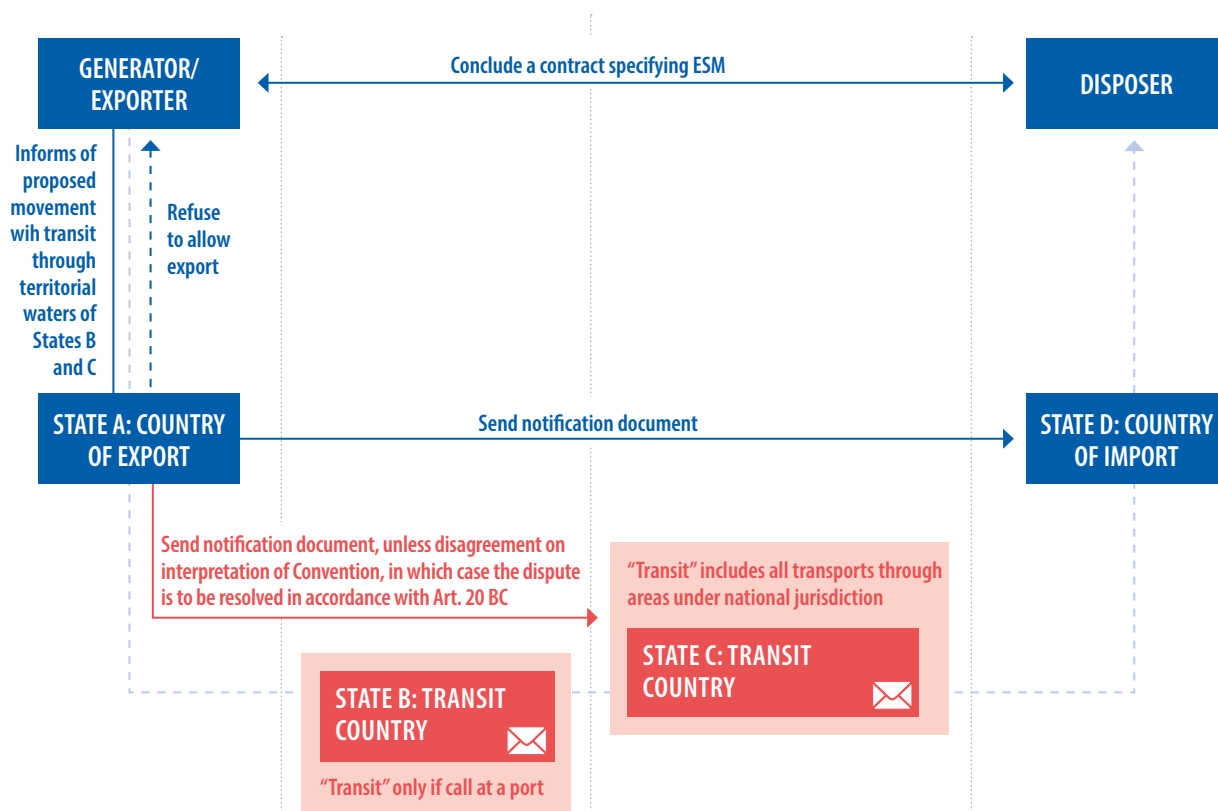 GENERATOR/
EXPORTER
Conclude a contract specifying ESM
DISPOSER
Informs of
proposed
movement
wih transit
through
territorial
waters of
States B
and C
Refuse
to allow
export
STATE A: COUNTRY
OF EXPORT
Send notification document
STATE D: COUNTRY
OF IMPORT
Send notification document, unless disagreement on
interpretation of Convention, in which case the dispute
is to be resolved in accordance with Art. 20 BC
“Transit” includes all transports through
areas under national jurisdiction
STATE C: TRANSIT
COUNTRY
STATE B: TRANSIT
COUNTRY
“Transit” only if call at a port